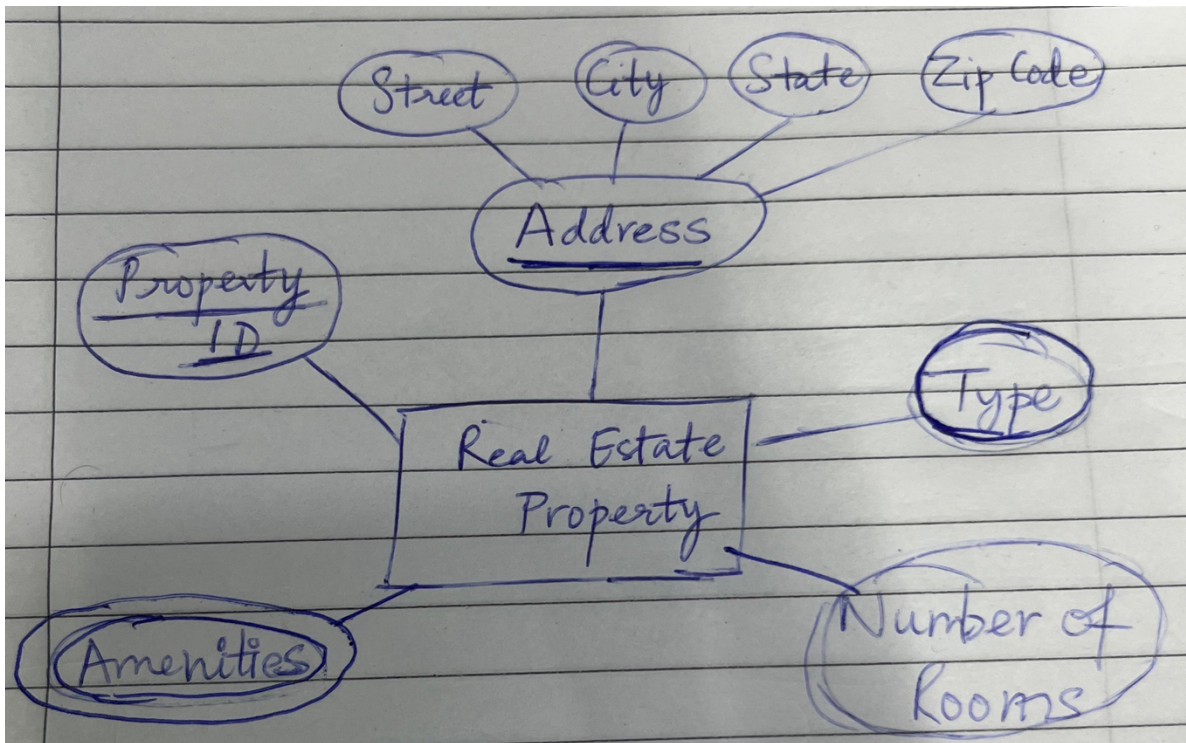 Street
City
State
Zip Code
Address
Property
ID
Type
Real Estate
Property
Number of
Rooms
Amenities